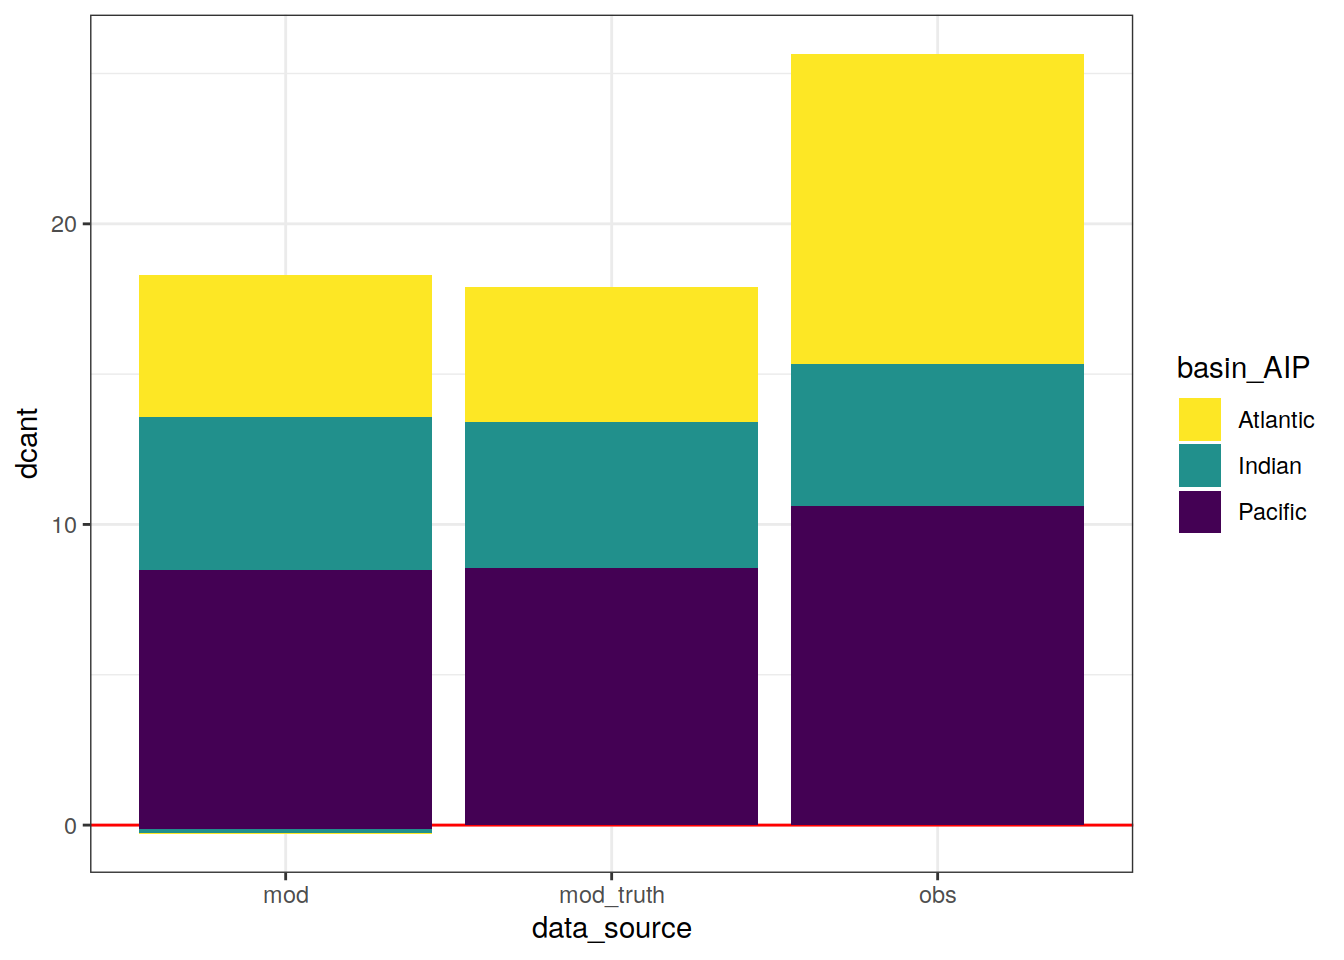 dcant
20
10
0
mod
mod_truth
obs
data_source
basin_AIP
Atlantic
Indian
Pacific